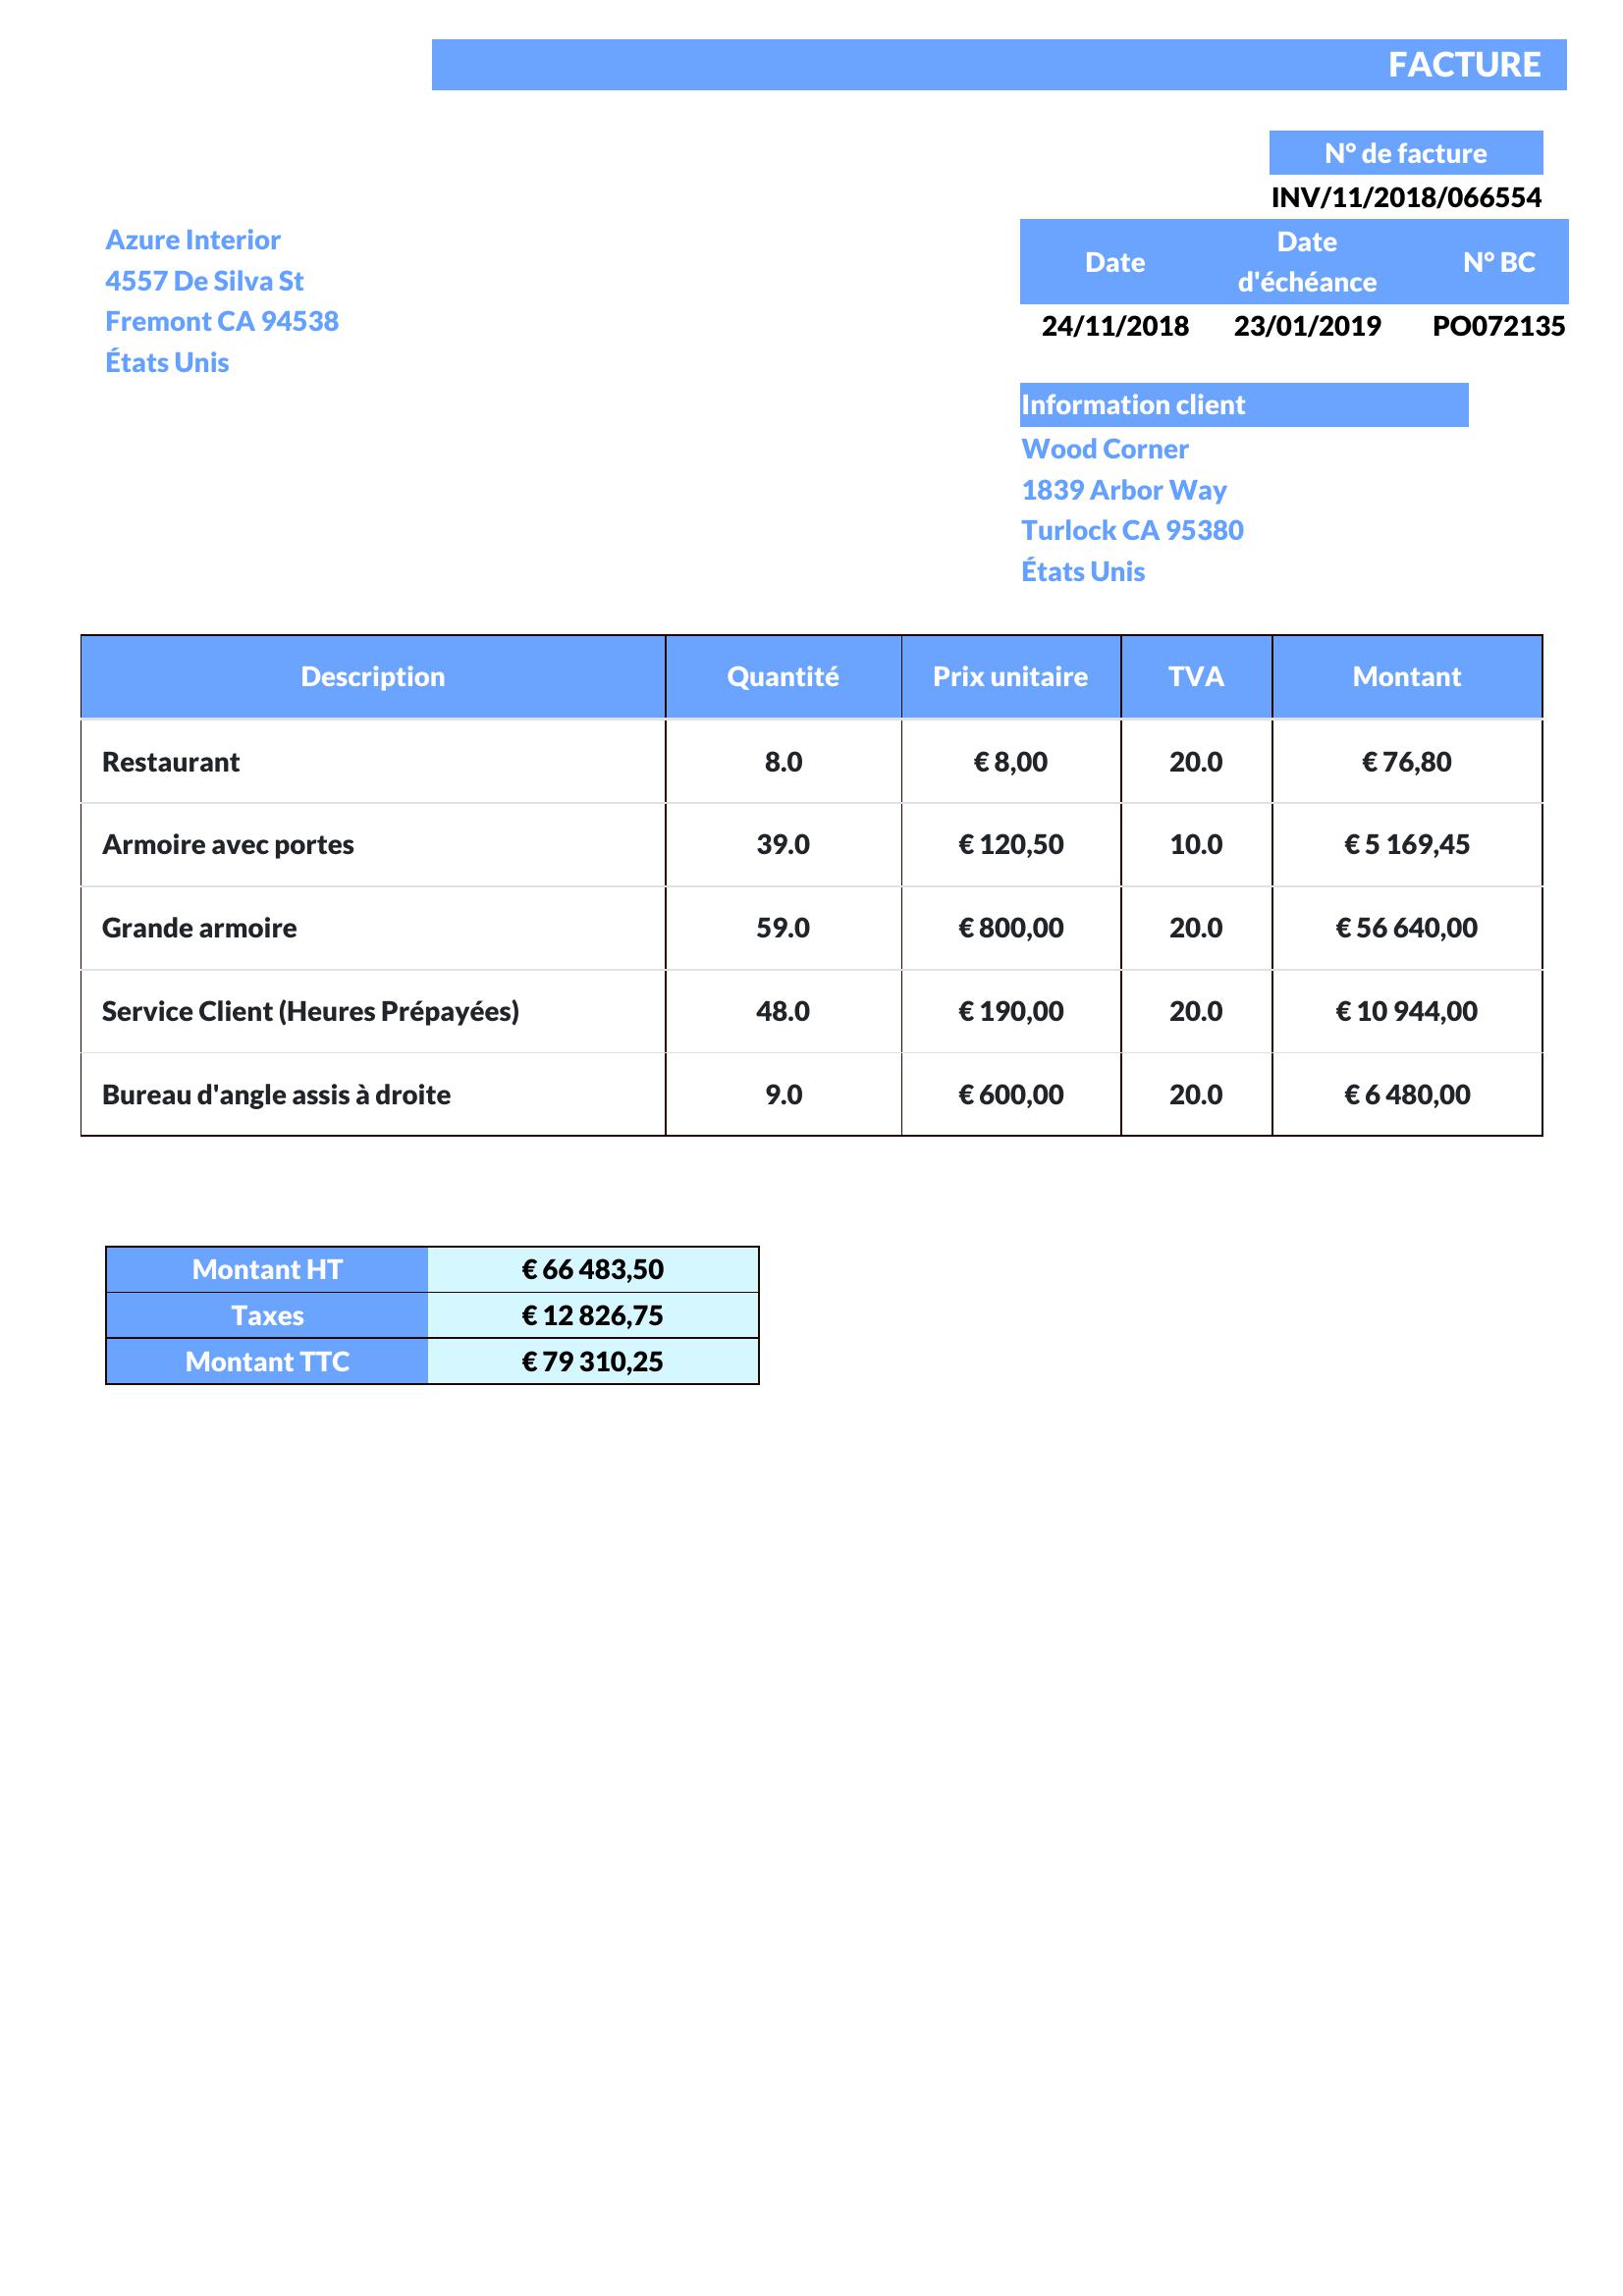 FACTURE
N° de facture
INV/11/2018/066554
Azure Interior
4557 De Silva St
Fremont CA 94538
États Unis
Date Date d'échéance N° BC
24/11/2018 23/01/2019 PO072135
Information client
Wood Corner
1839 Arbor Way
Turlock CA 95380
États Unis
Description Quantité Prix unitaire TVA Montant
Restaurant 8.0 € 8,00 20.0 € 76,80
Armoire avec portes 39.0 € 120,50 10.0 € 5 169,45
Grande armoire 59.0 € 800,00 20.0 € 56 640,00
Service Client (Heures Prépayées) 48.0 € 190,00 20.0 € 10 944,00
Bureau d'angle assis à droite 9.0 € 600,00 20.0 € 6 480,00
Montant HT € 66 483,50
Taxes € 12 826,75
Montant TTC € 79 310,25